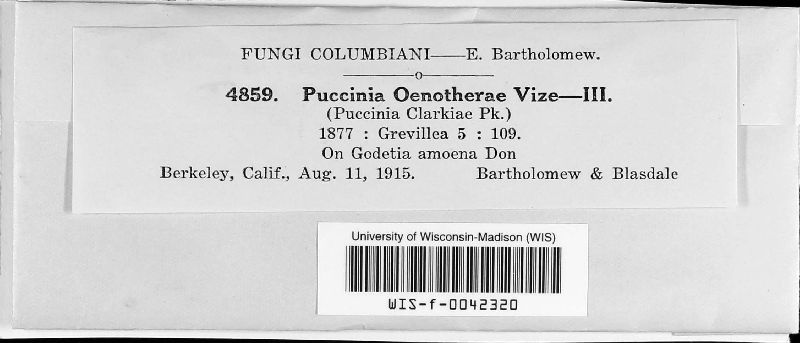 FUNGI COLUMBIANI—E. Bartholomew.
4859. Puccinia Oenotherae Vize—III.
(Puccinia Clarkiae Pk.)
1877 : Grevillea 5 : 109.
On Godetia amoena Don
Berkeley, Calif., Aug. 11, 1915. Bartholomew & Blasdale
University of Wisconsin-Madison (WIS)
WIS-f-0042320